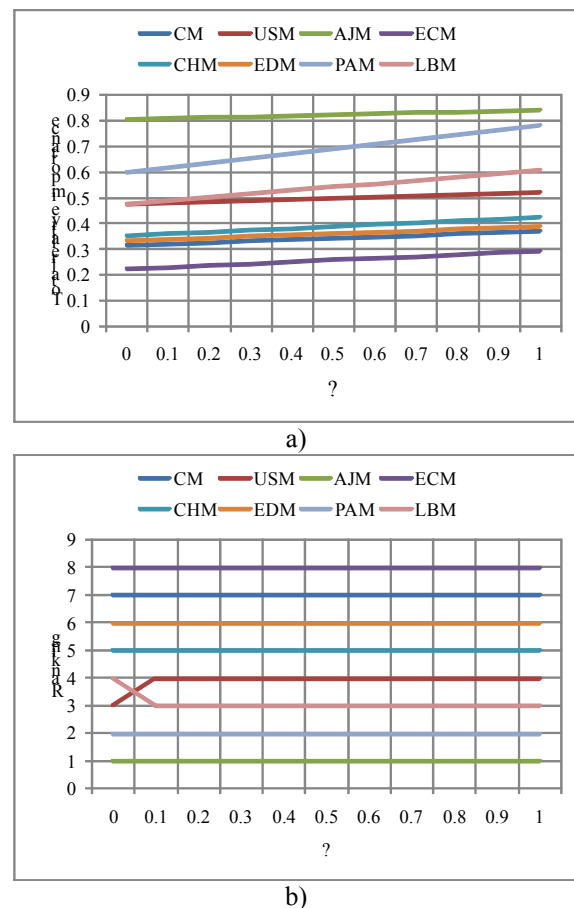 CM USM AJM ECM
CHM EDM PAM LBM
Total relative importance
0.9
0.8
0.7
0.6
0.5
0.4
0.3
0.2
0.1
0
0 0.1 0.2 0.3 0.4 0.5 0.6 0.7 0.8 0.9 1
?
a)
CM USM AJM ECM
CHM EDM PAM LBM
Ranking
9
8
7
6
5
4
3
2
1
0
0 0.1 0.2 0.3 0.4 0.5 0.6 0.7 0.8 0.9 1
?
b)